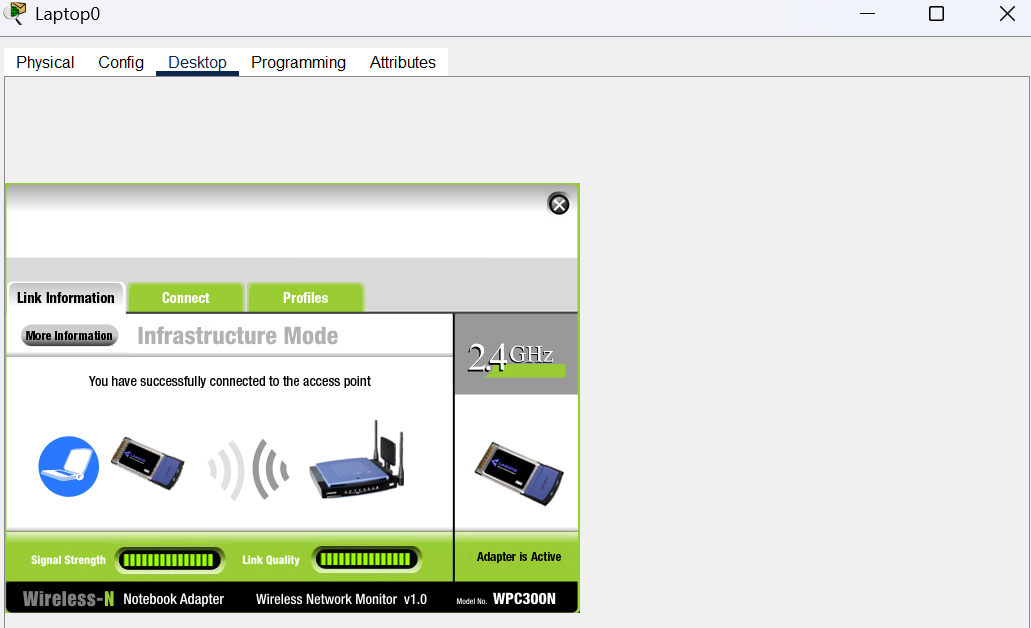 Laptop0
Physical Config Desktop Programming Attributes
Link Information Connect Profiles
More Information Infrastructure Mode
2.4GHz
You have successfully connected to the access point
Signal Strength Link Quality Adapter is Active
Wireless-N Notebook Adapter Wireless Network Monitor v1.0 Model No. WPC300N